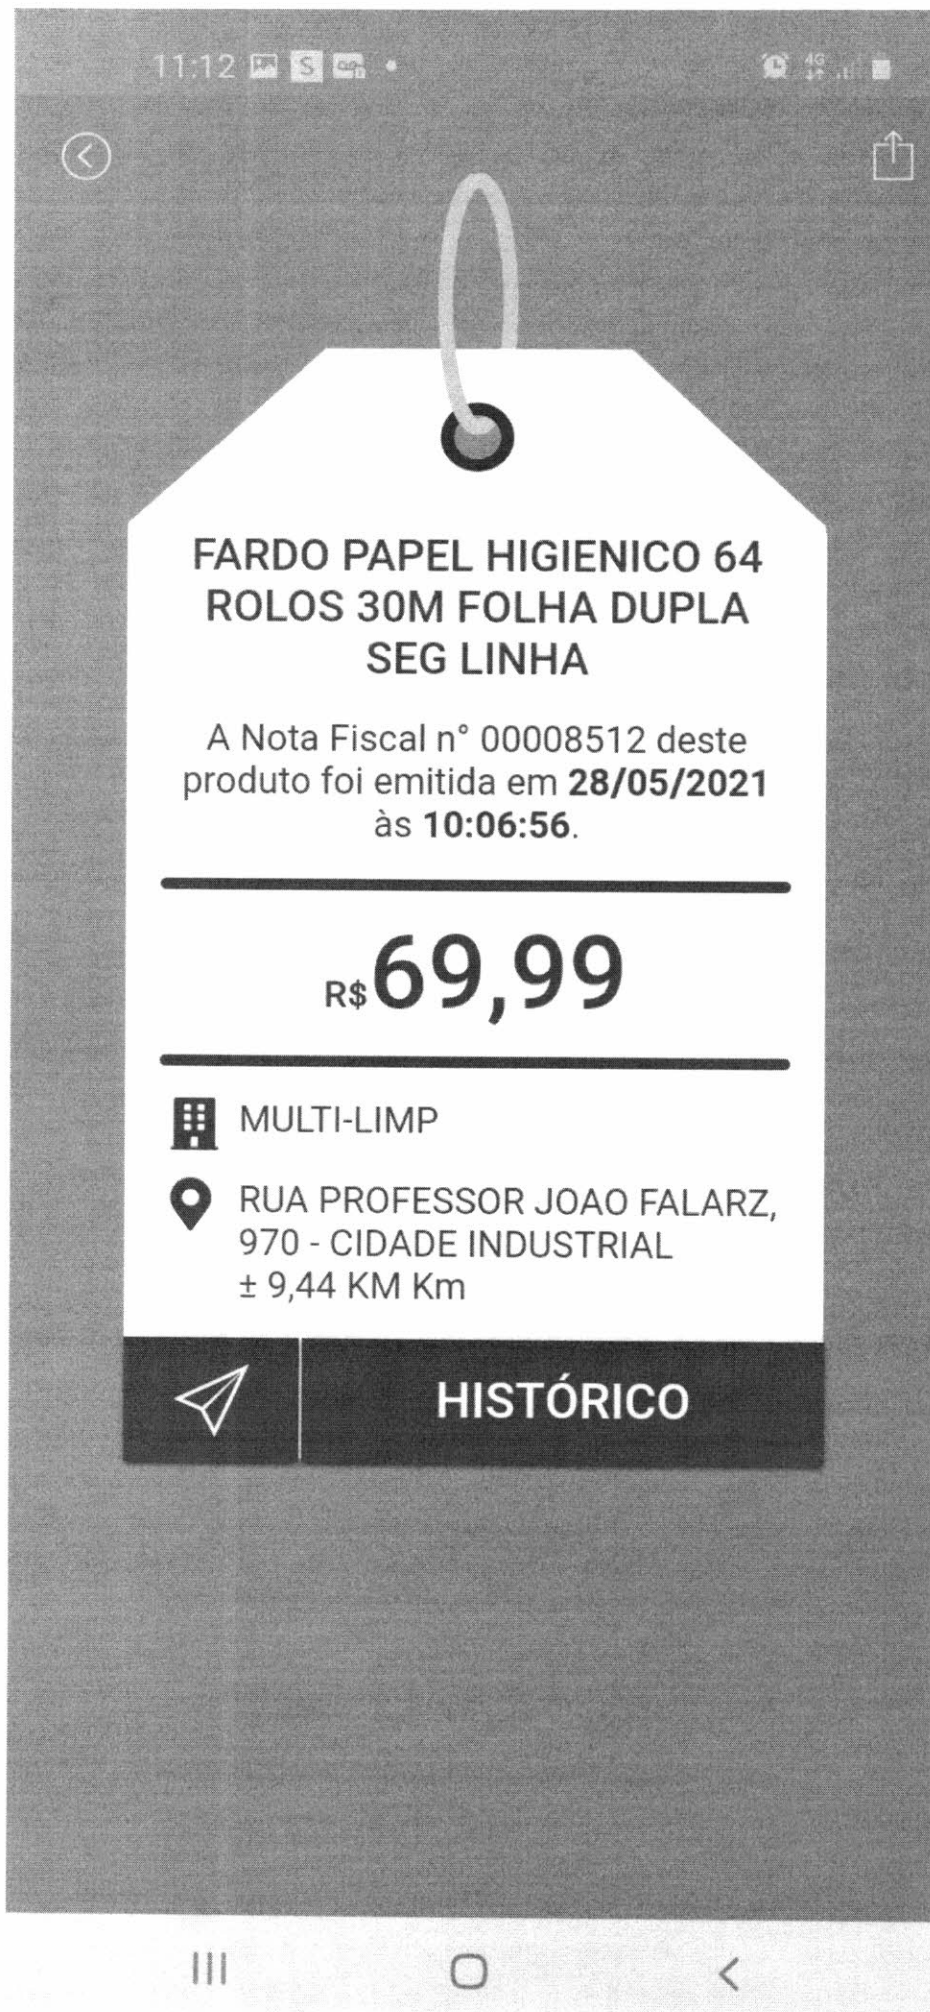 11:12
4G
FARDO PAPEL HIGIENICO 64
ROLOS 30M FOLHA DUPLA
SEG LINHA
A Nota Fiscal n° 00008512 deste
produto foi emitida em 28/05/2021
às 10:06:56.
R$69,99
MULTI-LIMP
RUA PROFESSOR JOAO FALARZ,
970 - CIDADE INDUSTRIAL
± 9,44 KM Km
HISTÓRICO